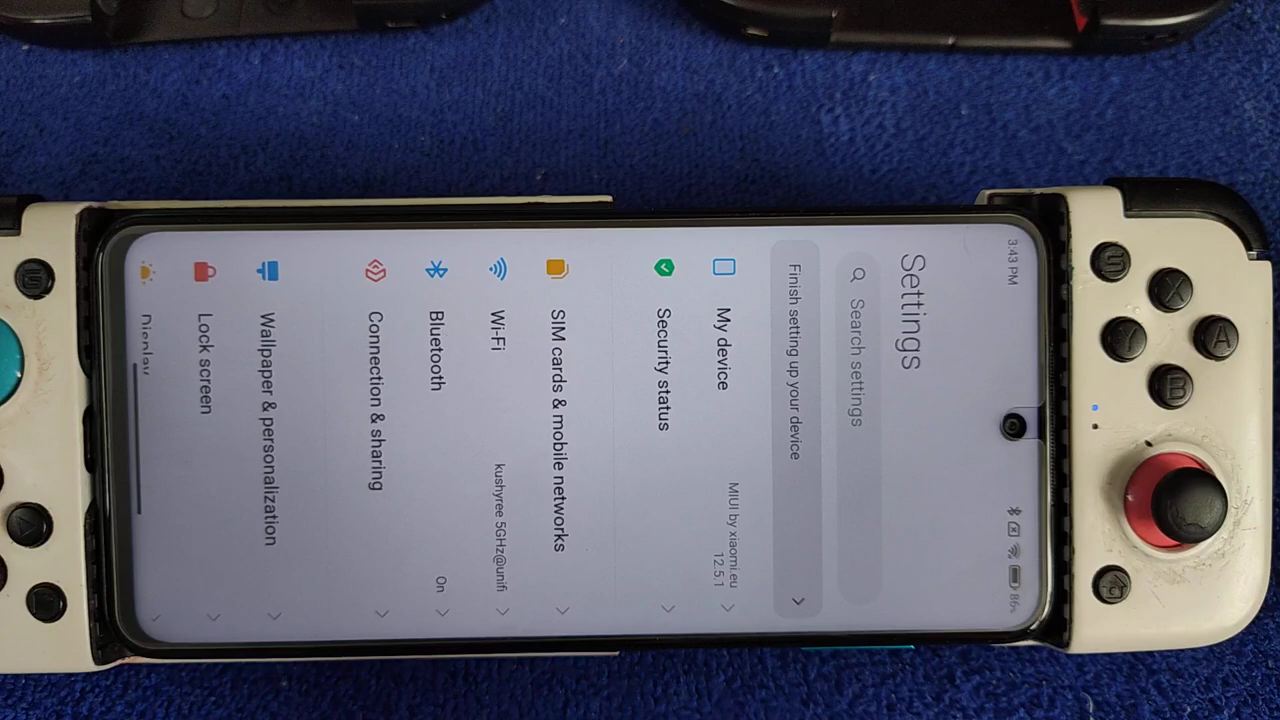 3:43 PM
86%
Settings
Search settings
Finish setting up your device
My device
MIUI by xiaomi.eu
12.5.1
Security status
SIM cards & mobile networks
Wi-Fi
kushyree 5GHz@unifi
Bluetooth
On
Connection & sharing
Wallpaper & personalization
Lock screen
Display
X
A
Y
B